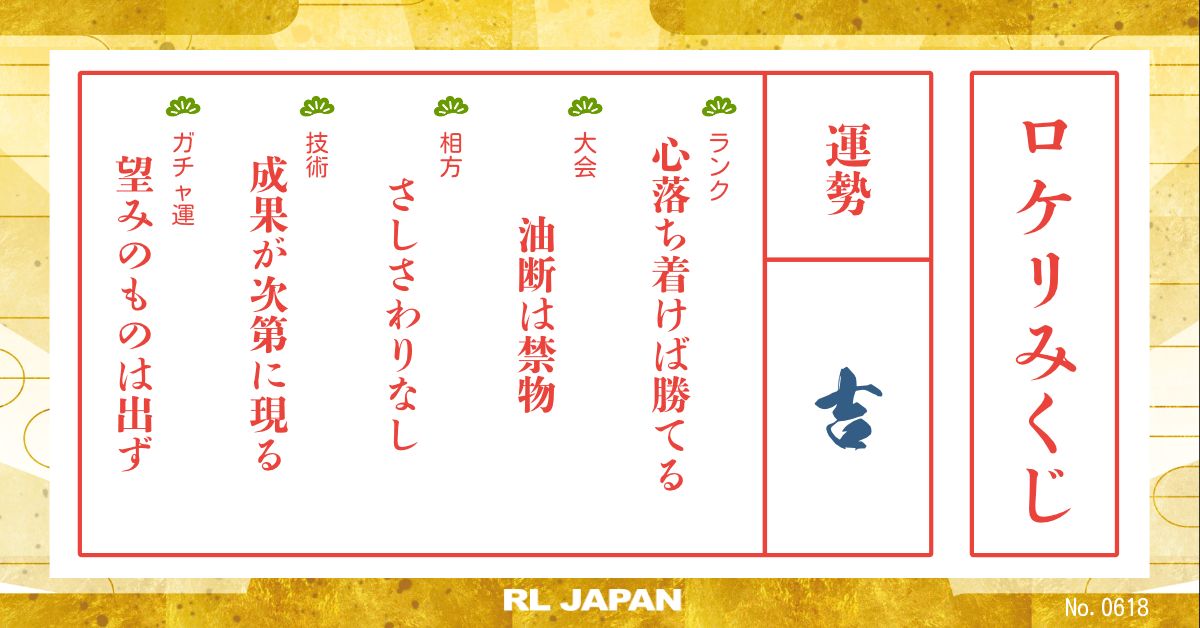 ロケリみくじ
運勢
吉
ランク
心落ち着けば勝てる
大会
油断は禁物
相方
さしさわりなし
技術
成果が次第に現る
ガチャ運
望みのものは出ず
RL JAPAN
No. 0618